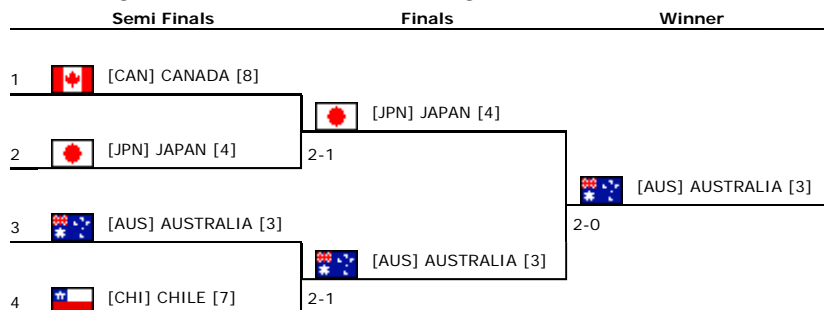 Semi Finals Finals Winner
1 [CAN] CANADA [8]
[JPN] JAPAN [4]
2 [JPN] JAPAN [4] 2-1
[AUS] AUSTRALIA [3]
3 [AUS] AUSTRALIA [3] 2-0
[AUS] AUSTRALIA [3]
4 [CHI] CHILE [7] 2-1